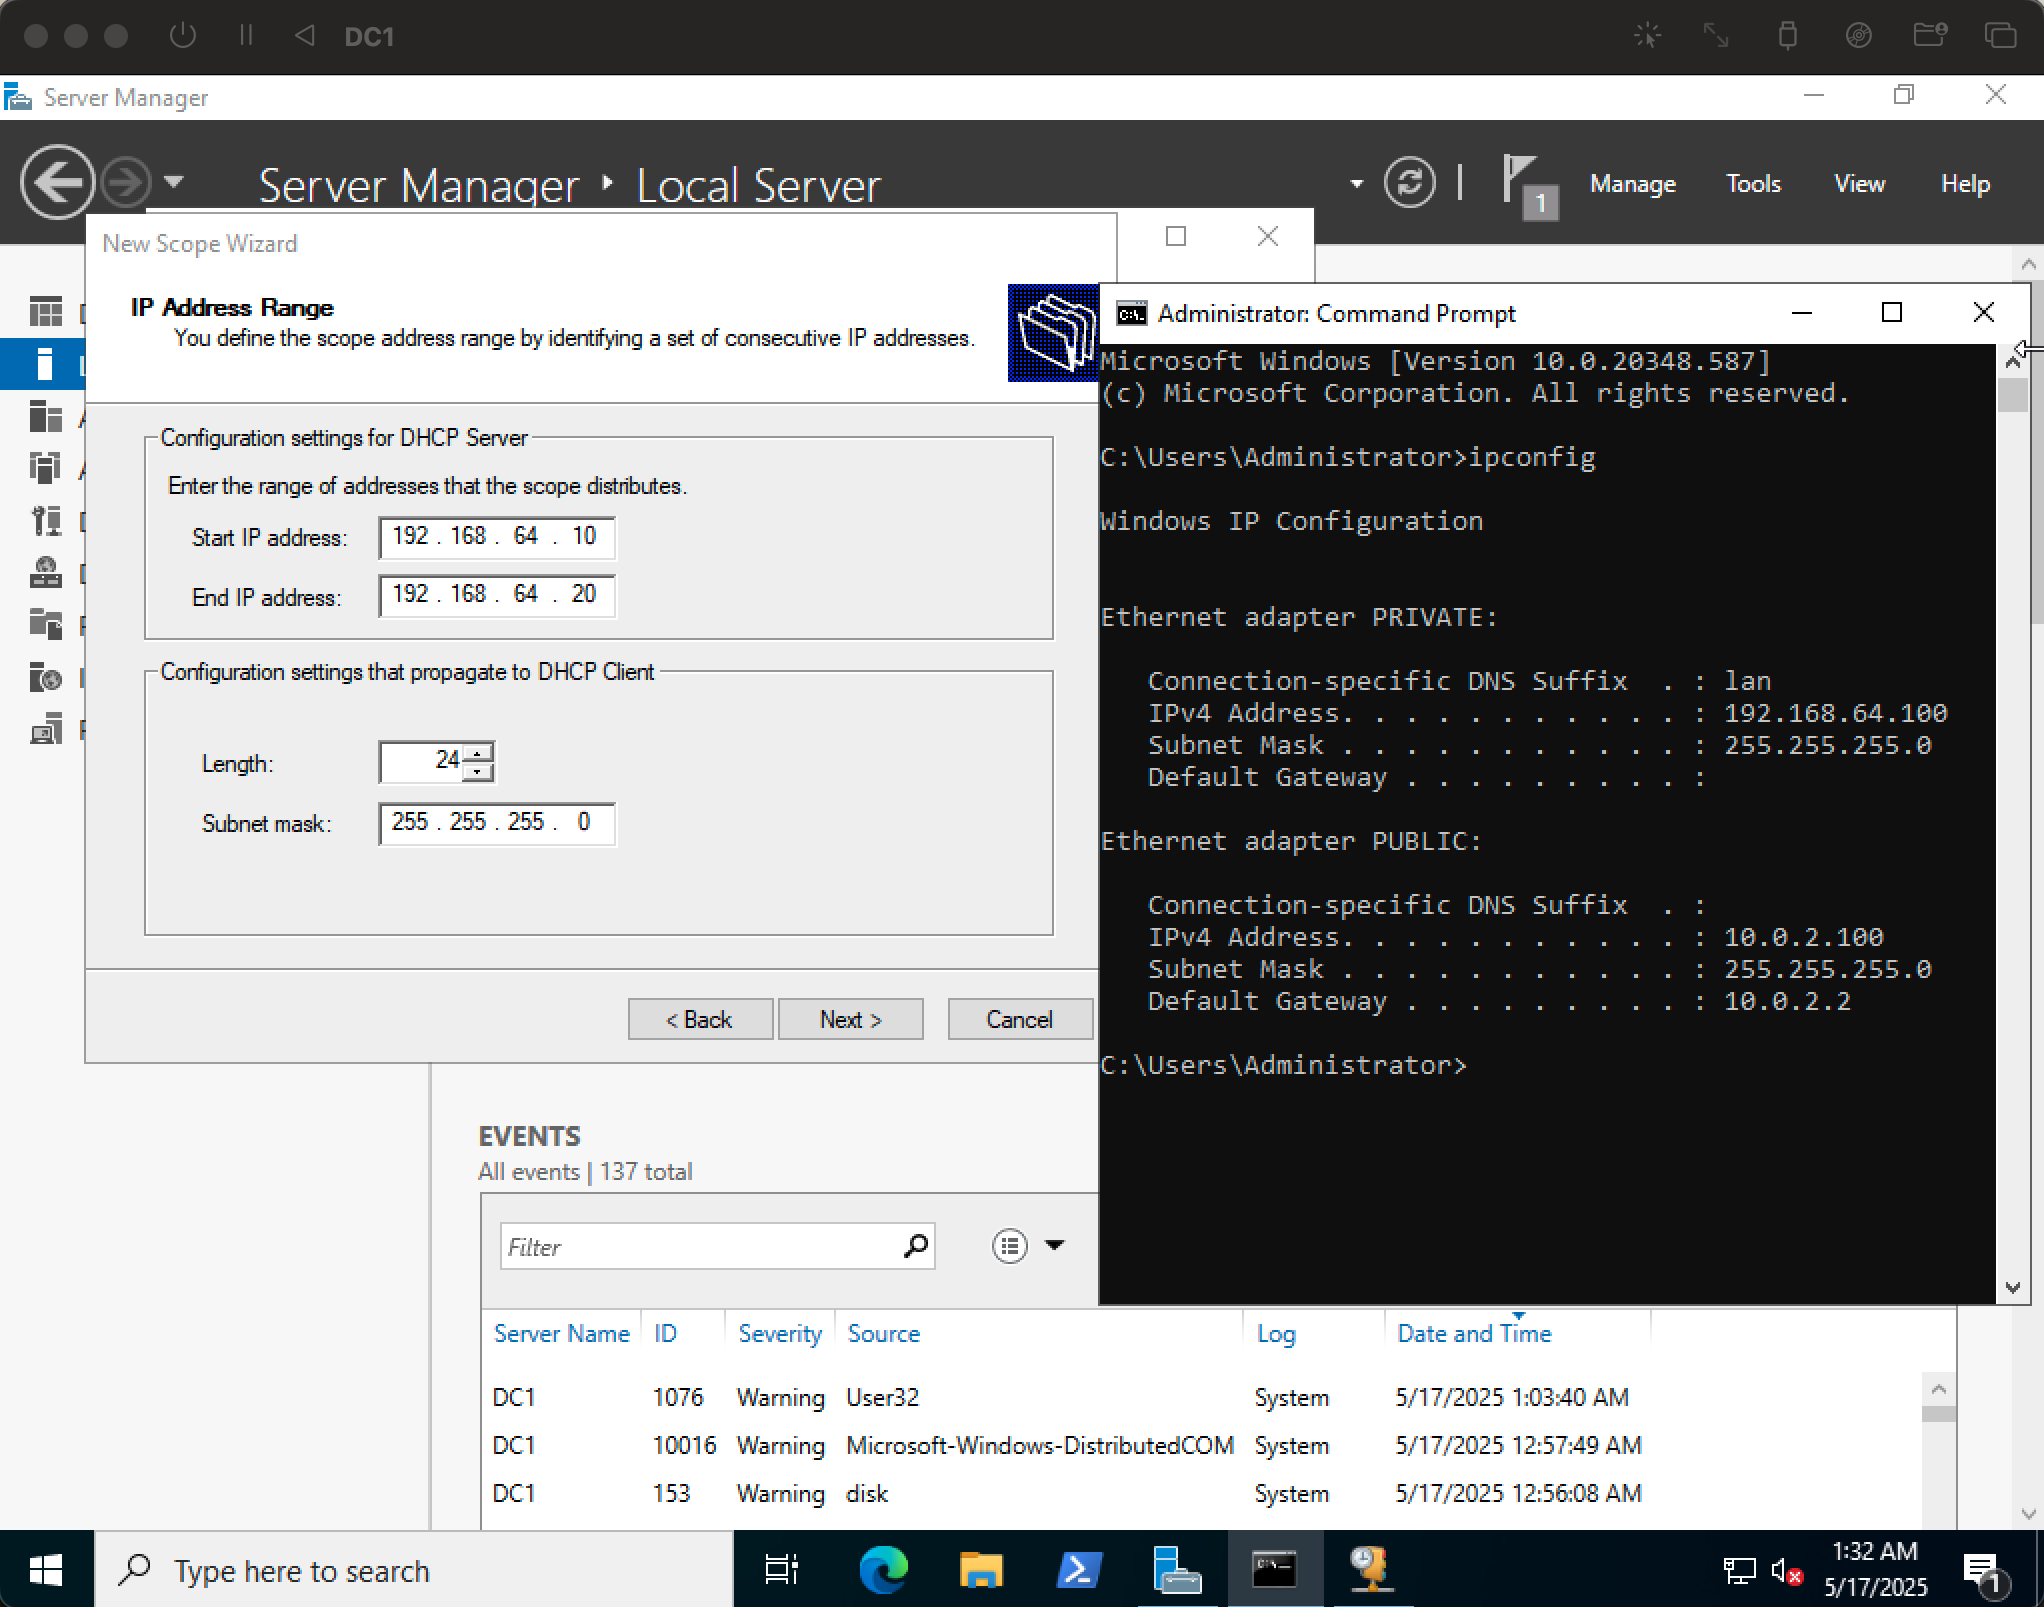 DC1
Server Manager
Server Manager ‣ Local Server
1
Manage
Tools
View
Help
New Scope Wizard
IP Address Range
You define the scope address range by identifying a set of consecutive IP addresses.
Configuration settings for DHCP Server
Enter the range of addresses that the scope distributes.
Start IP address:
192 . 168 . 64 . 10
End IP address:
192 . 168 . 64 . 20
Configuration settings that propagate to DHCP Client
Length:
24
Subnet mask:
255 . 255 . 255 . 0
< Back
Next >
Cancel
Administrator: Command Prompt
Microsoft Windows [Version 10.0.20348.587]
(c) Microsoft Corporation. All rights reserved.
C:\Users\Administrator>ipconfig
Windows IP Configuration
Ethernet adapter PRIVATE:
Connection-specific DNS Suffix  . : lan
IPv4 Address. . . . . . . . . . . : 192.168.64.100
Subnet Mask . . . . . . . . . . . : 255.255.255.0
Default Gateway . . . . . . . . . :
Ethernet adapter PUBLIC:
Connection-specific DNS Suffix  . :
IPv4 Address. . . . . . . . . . . : 10.0.2.100
Subnet Mask . . . . . . . . . . . : 255.255.255.0
Default Gateway . . . . . . . . . : 10.0.2.2
C:\Users\Administrator>
EVENTS
All events | 137 total
Filter
Server Name ID Severity Source Log Date and Time
DC1 1076 Warning User32 System 5/17/2025 1:03:40 AM
DC1 10016 Warning Microsoft-Windows-DistributedCOM System 5/17/2025 12:57:49 AM
DC1 153 Warning disk System 5/17/2025 12:56:08 AM
Type here to search
1:32 AM
5/17/2025
1